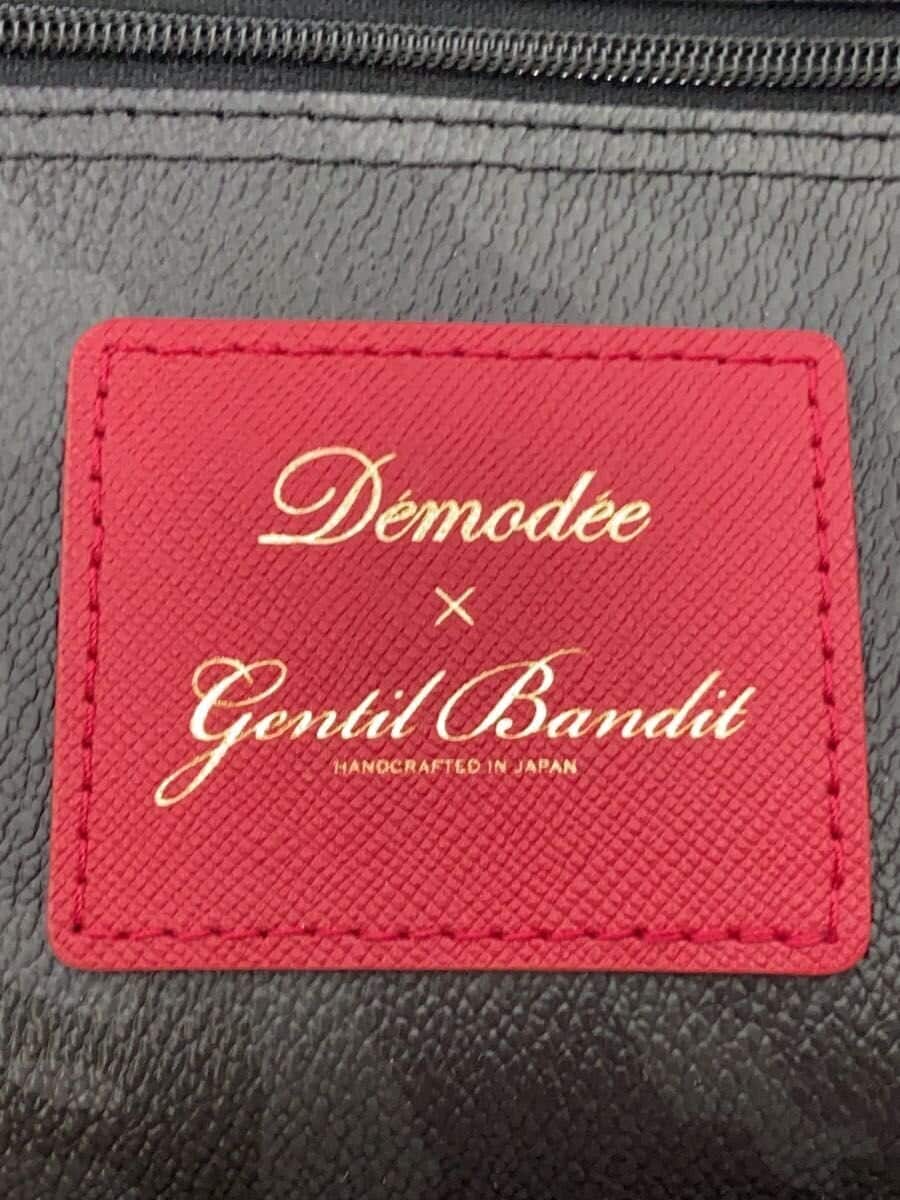 Démodée
×
Gentil Bandit
HANDCRAFTED IN JAPAN